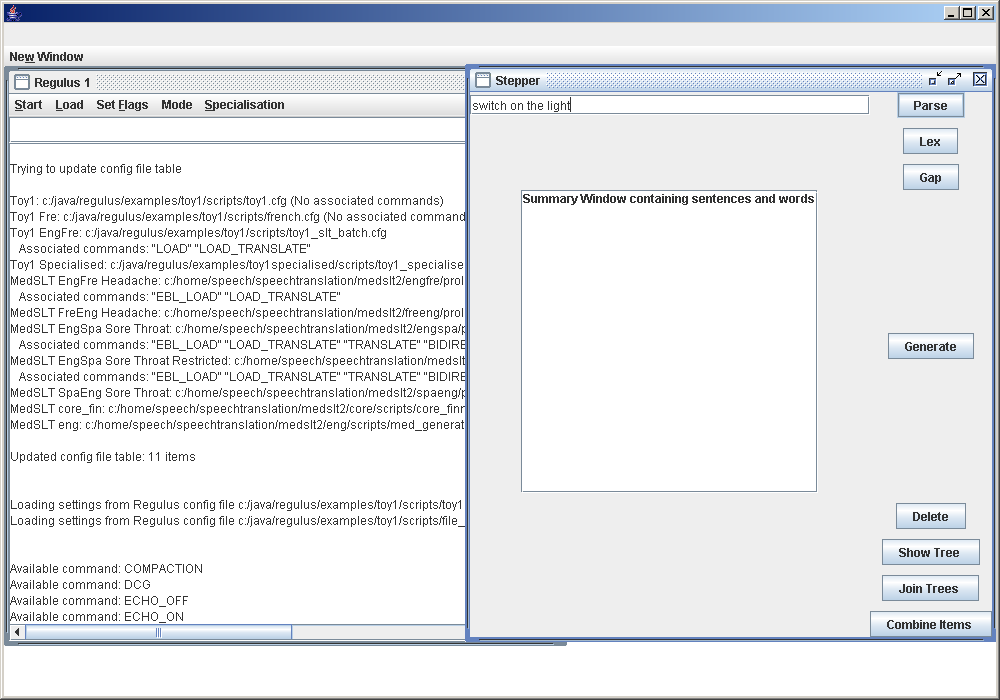 New Window
Regulus 1
Start Load Set Flags Mode Specialisation
Trying to update config file table
Toy1: c:/java/regulus/examples/toy1/scripts/toy1.cfg (No associated commands)
Toy1 Fre: c:/java/regulus/examples/toy1/scripts/french.cfg (No associated command
Toy1 EngFre: c:/java/regulus/examples/toy1/scripts/toy1_slt_batch.cfg
Associated commands: "LOAD" "LOAD_TRANSLATE"
Toy1 Specialised: c:/java/regulus/examples/toy1specialised/scripts/toy1_specialise
MedSLT EngFre Headache: c:/home/speech/speechtranslation/medslt2/engfre/prol
Associated commands: "EBL_LOAD" "LOAD_TRANSLATE"
MedSLT FreEng Headache: c:/home/speech/speechtranslation/medslt2/freeng/prol
MedSLT EngSpa Sore Throat: c:/home/speech/speechtranslation/medslt2/engspa/p
Associated commands: "EBL_LOAD" "LOAD_TRANSLATE" "TRANSLATE" "BIDIRE
MedSLT EngSpa Sore Throat Restricted: c:/home/speech/speechtranslation/medslt
Associated commands: "EBL_LOAD" "LOAD_TRANSLATE" "TRANSLATE" "BIDIRE
MedSLT SpaEng Sore Throat: c:/home/speech/speechtranslation/medslt2/spaeng/p
MedSLT core_fin: c:/home/speech/speechtranslation/medslt2/core/scripts/core_finn
MedSLT eng: c:/home/speech/speechtranslation/medslt2/eng/scripts/med_generat
Updated config file table: 11 items
Loading settings from Regulus config file c:/java/regulus/examples/toy1/scripts/toy1
Loading settings from Regulus config file c:/java/regulus/examples/toy1/scripts/file_
Available command: COMPACTION
Available command: DCG
Available command: ECHO_OFF
Available command: ECHO_ON
Stepper
switch on the light
Parse
Lex
Gap
Summary Window containing sentences and words
Generate
Delete
Show Tree
Join Trees
Combine Items